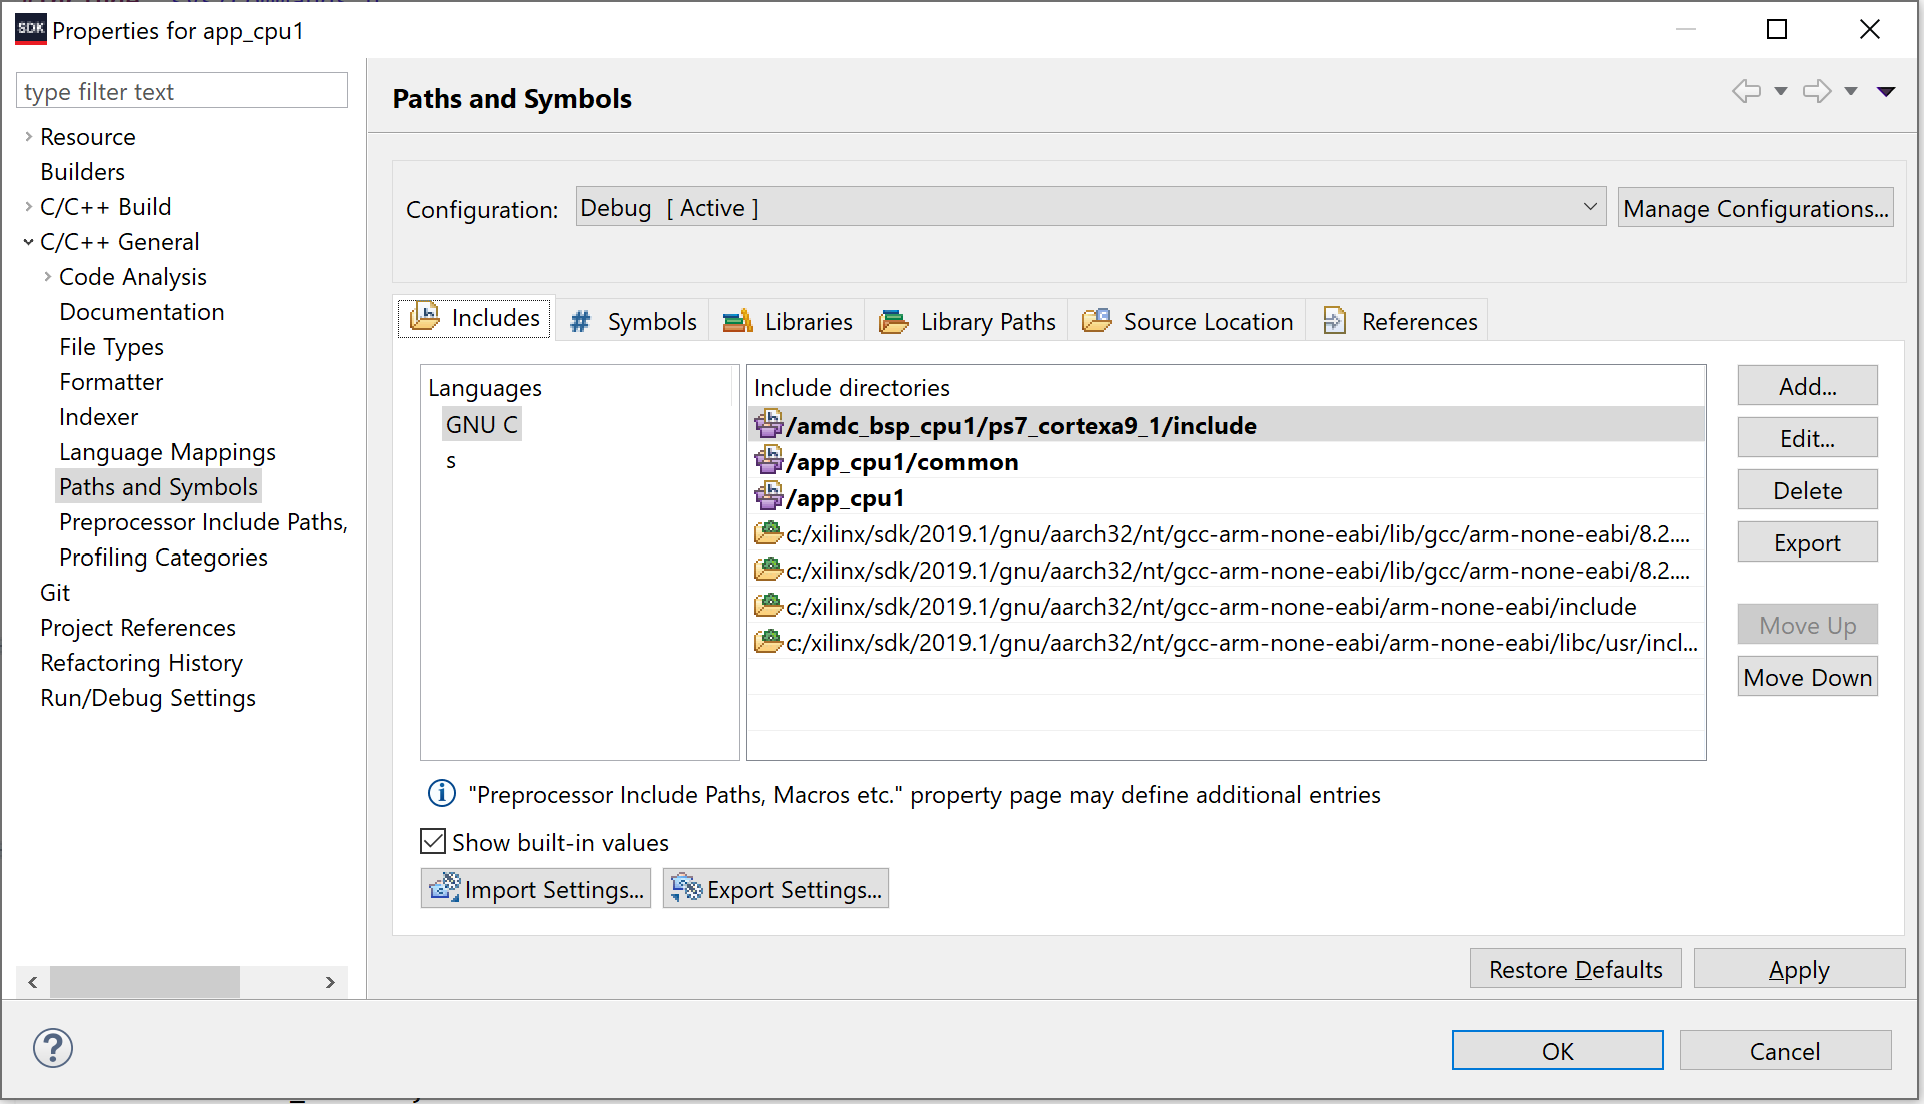 SDK Properties for app_cpu1
type filter text
Resource
Builders
C/C++ Build
C/C++ General
Code Analysis
Documentation
File Types
Formatter
Indexer
Language Mappings
Paths and Symbols
Preprocessor Include Paths,
Profiling Categories
Git
Project References
Refactoring History
Run/Debug Settings
Paths and Symbols
Configuration: Debug [ Active ] Manage Configurations...
Includes # Symbols Libraries Library Paths Source Location References
Languages
GNU C
s
Include directories
/amdc_bsp_cpu1/ps7_cortexa9_1/include
/app_cpu1/common
/app_cpu1
c:/xilinx/sdk/2019.1/gnu/aarch32/nt/gcc-arm-none-eabi/lib/gcc/arm-none-eabi/8.2....
c:/xilinx/sdk/2019.1/gnu/aarch32/nt/gcc-arm-none-eabi/lib/gcc/arm-none-eabi/8.2....
c:/xilinx/sdk/2019.1/gnu/aarch32/nt/gcc-arm-none-eabi/arm-none-eabi/include
c:/xilinx/sdk/2019.1/gnu/aarch32/nt/gcc-arm-none-eabi/arm-none-eabi/libc/usr/incl...
Add...
Edit...
Delete
Export
Move Up
Move Down
"Preprocessor Include Paths, Macros etc." property page may define additional entries
Show built-in values
Import Settings... Export Settings...
Restore Defaults Apply
? OK Cancel